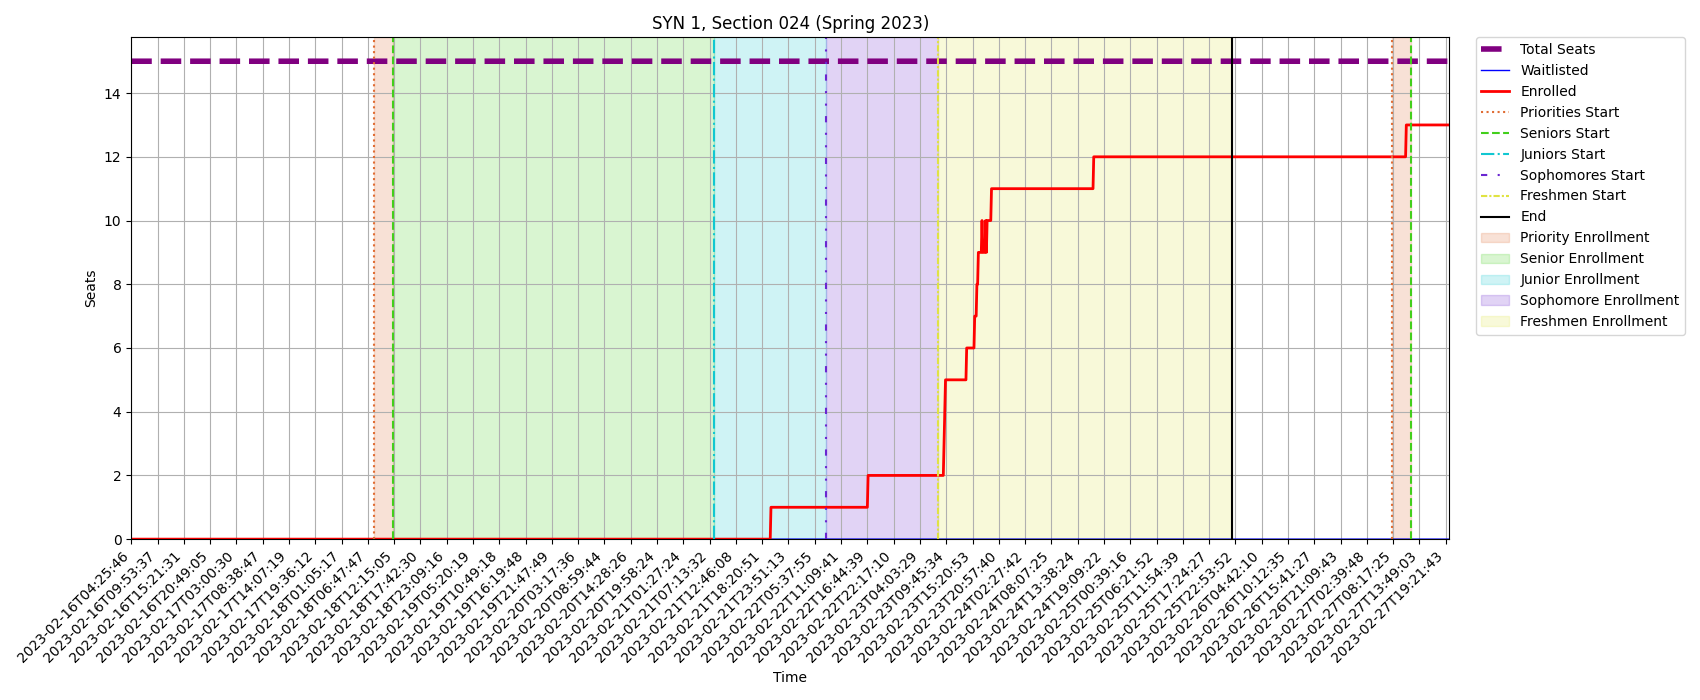 SYN 1, Section 024 (Spring 2023)
Seats
14
12
10
8
6
4
2
0
2023-02-16T04:25:46
2023-02-16T09:53:37
2023-02-16T15:21:31
2023-02-16T20:49:05
2023-02-17T03:00:30
2023-02-17T08:38:47
2023-02-17T14:07:19
2023-02-17T19:36:12
2023-02-18T01:05:17
2023-02-18T06:47:47
2023-02-18T12:15:05
2023-02-18T17:42:30
2023-02-18T23:09:16
2023-02-19T05:20:19
2023-02-19T10:49:18
2023-02-19T16:19:48
2023-02-19T21:47:49
2023-02-20T03:17:36
2023-02-20T08:59:44
2023-02-20T14:28:26
2023-02-20T19:58:24
2023-02-21T01:27:24
2023-02-21T07:13:32
2023-02-21T12:46:08
2023-02-21T18:20:51
2023-02-21T23:51:13
2023-02-22T05:37:55
2023-02-22T11:09:41
2023-02-22T16:44:39
2023-02-22T22:17:10
2023-02-23T04:03:29
2023-02-23T09:45:34
2023-02-23T15:20:53
2023-02-23T20:57:40
2023-02-24T02:27:42
2023-02-24T08:07:25
2023-02-24T13:38:24
2023-02-24T19:09:22
2023-02-25T00:39:16
2023-02-25T06:21:52
2023-02-25T11:54:39
2023-02-25T17:24:27
2023-02-25T22:53:52
2023-02-26T04:42:10
2023-02-26T10:12:35
2023-02-26T15:41:27
2023-02-26T21:09:43
2023-02-27T02:39:48
2023-02-27T08:17:25
2023-02-27T13:49:03
2023-02-27T19:21:43
Time
Total Seats
Waitlisted
Enrolled
Priorities Start
Seniors Start
Juniors Start
Sophomores Start
Freshmen Start
End
Priority Enrollment
Senior Enrollment
Junior Enrollment
Sophomore Enrollment
Freshmen Enrollment